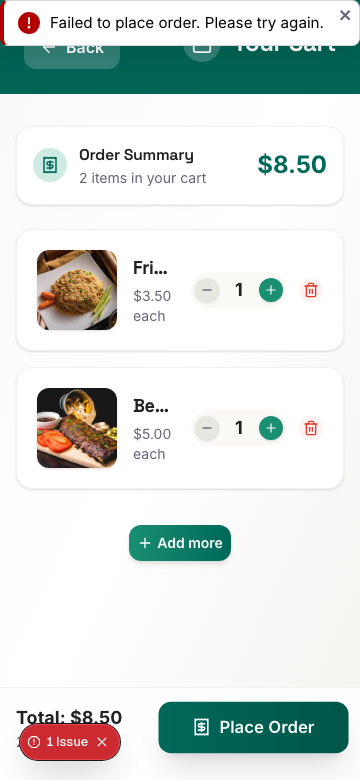 Failed to place order. Please try again.
Back
Your Cart
Order Summary
2 items in your cart
$8.50
Fri...
$3.50
each
1
Be...
$5.00
each
1
Add more
Total: $8.50
1 Issue
Place Order